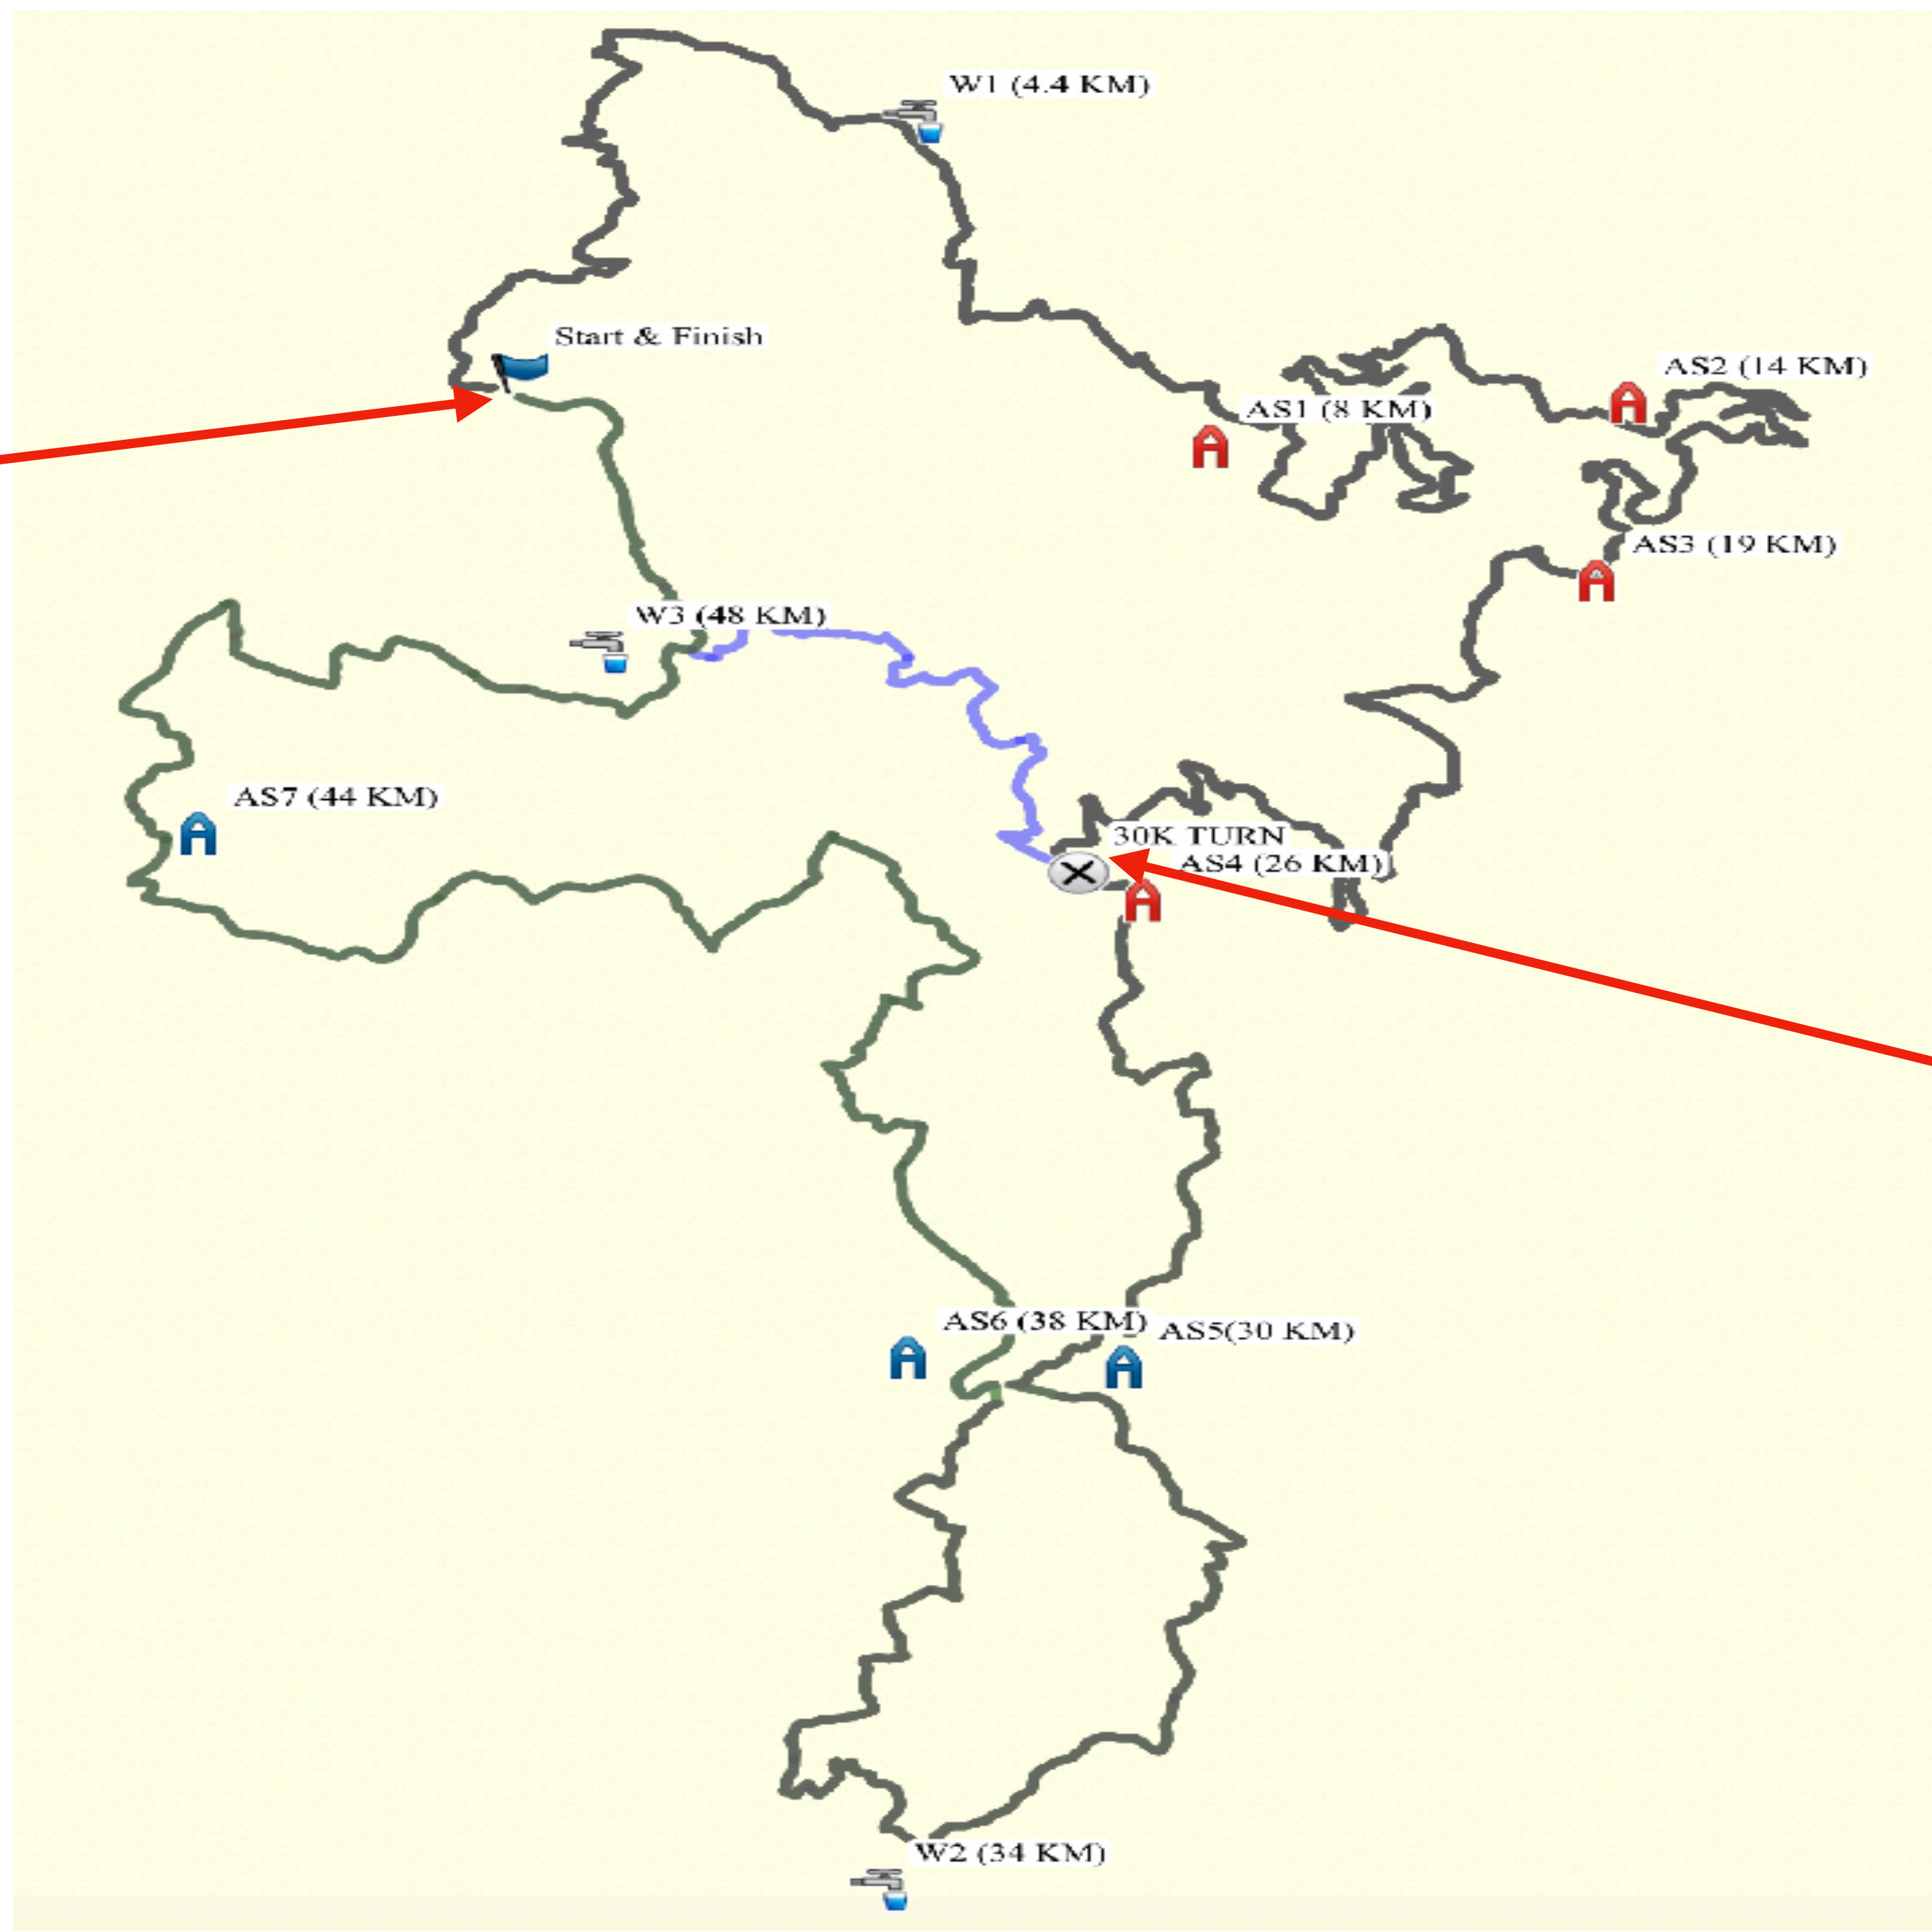 W1 (4.4 KM)
Start & Finish
AS2 (14 KM)
AS1 (8 KM)
AS3 (19 KM)
W3 (48 KM)
AS7 (44 KM)
30K TURN
AS4 (26 KM)
AS6 (38 KM)
AS5(30 KM)
W2 (34 KM)